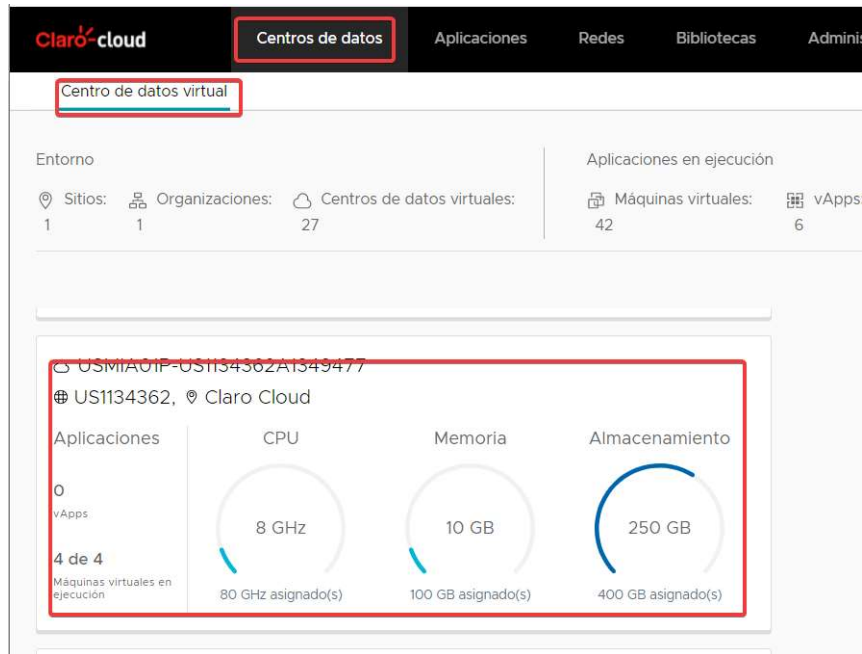 Claro-cloud Centros de datos Aplicaciones Redes Bibliotecas Adminis
Centro de datos virtual
Entorno Aplicaciones en ejecución
Sitios: Organizaciones: Centros de datos virtuales: Máquinas virtuales: vApps:
1 1 27 42 6
USMIA01P-US1134362A1349477
US1134362, Claro Cloud
Aplicaciones CPU Memoria Almacenamiento
0
vApps
8 GHz 10 GB 250 GB
4 de 4
Máquinas virtuales en
ejecución
80 GHz asignado(s) 100 GB asignado(s) 400 GB asignado(s)